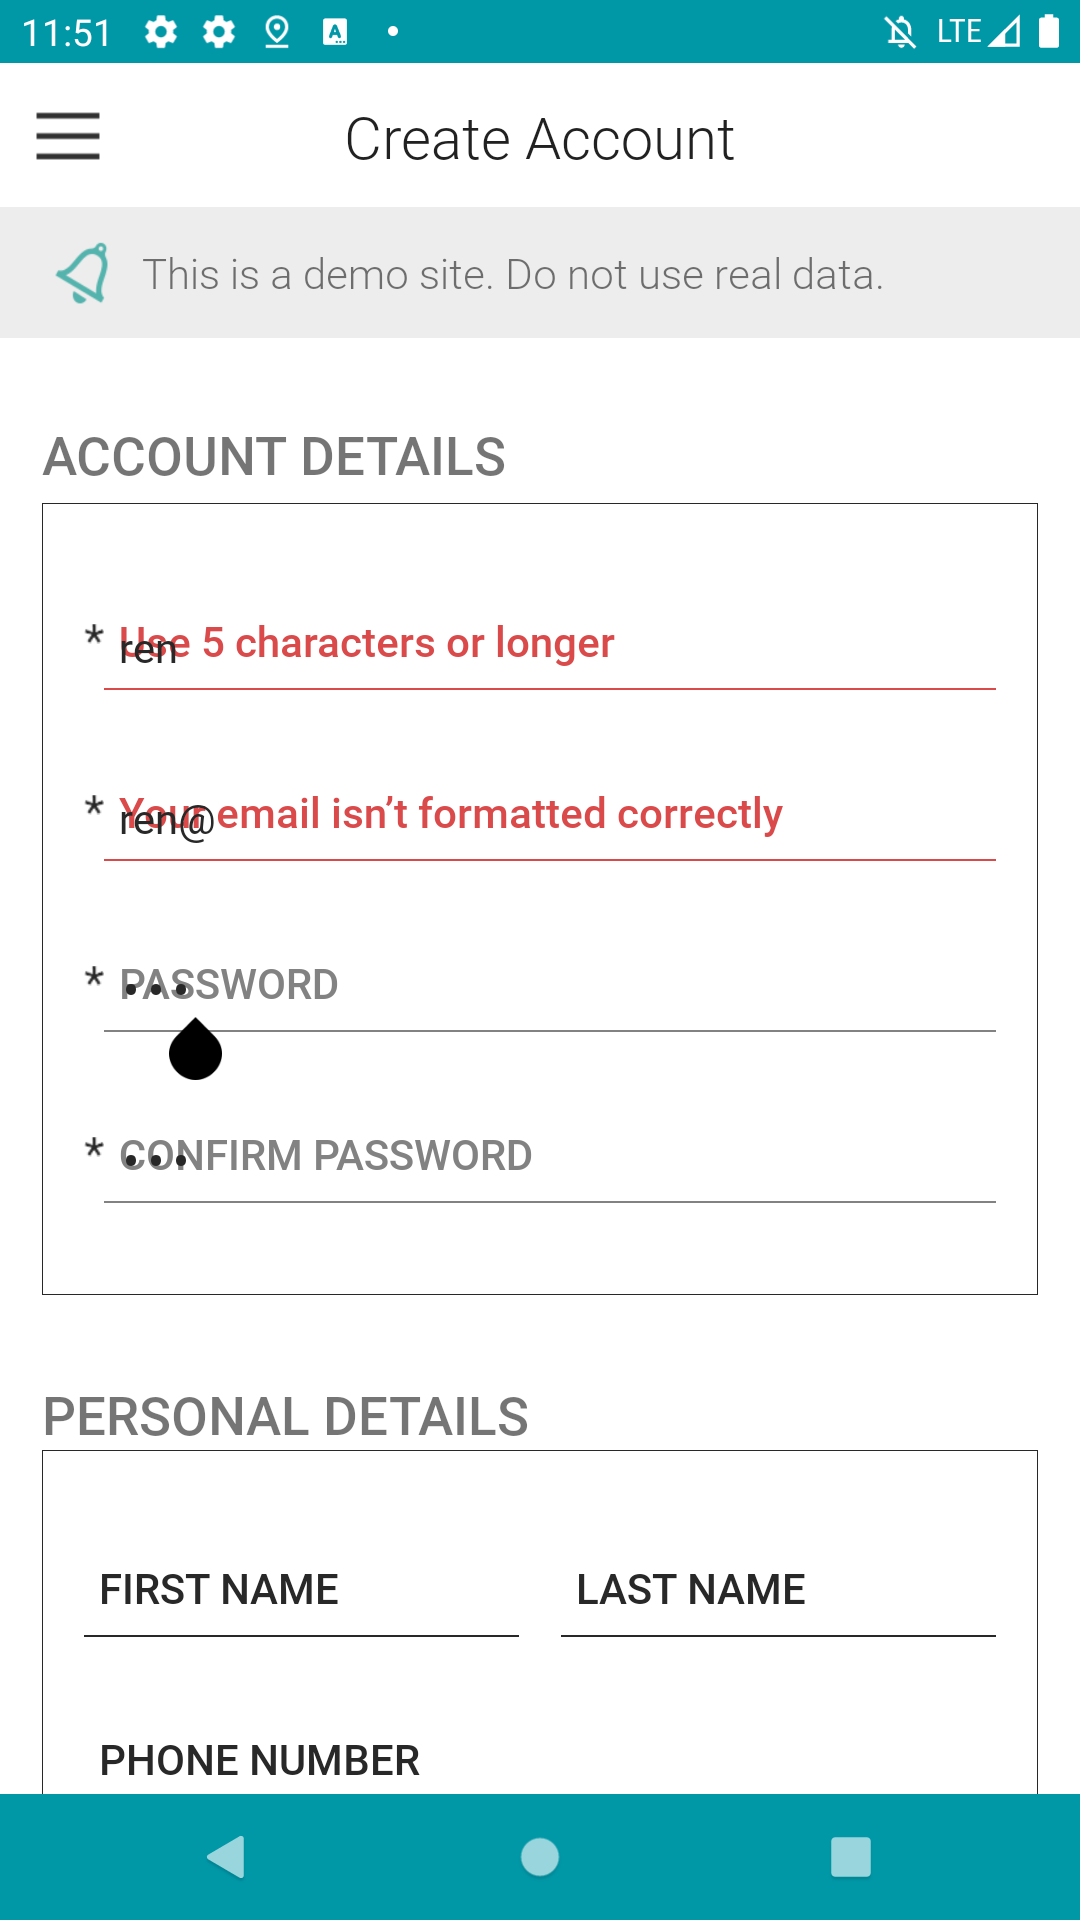 11:51 LTE
Create Account
This is a demo site. Do not use real data.
ACCOUNT DETAILS
* Use 5 characters or longer
ren
* Your email isn’t formatted correctly
ren@
* PASSWORD
•••
* CONFIRM PASSWORD
•••
PERSONAL DETAILS
FIRST NAME LAST NAME
PHONE NUMBER